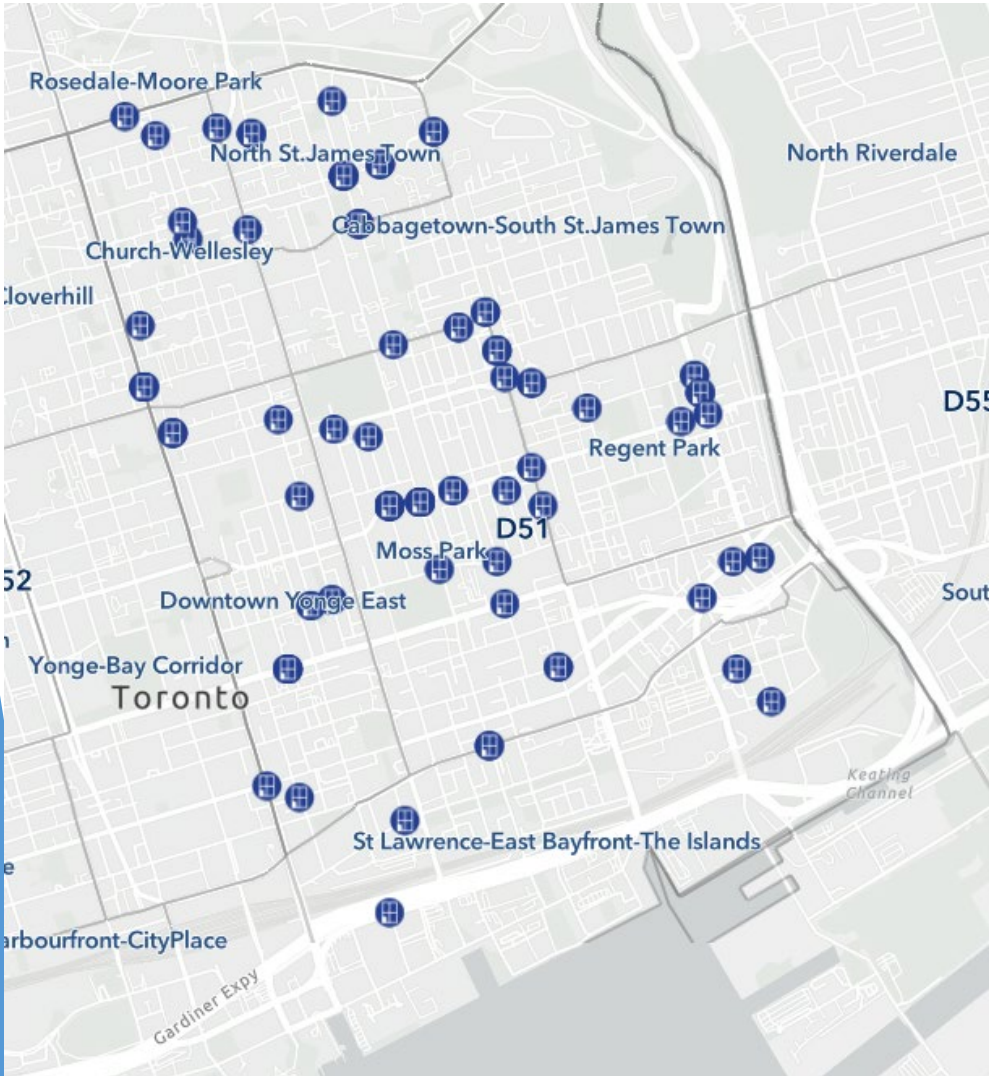 Rosedale-Moore Park
North St.James Town
North Riverdale
Cabbagetown-South St.James Town
Church-Wellesley
Cloverhill
D55
Regent Park
D51
Moss Park
52
Downtown Yonge East
Sout
Yonge-Bay Corridor
Toronto
Keating
Channel
St Lawrence-East Bayfront-The Islands
e
arbourfront-CityPlace
Gardiner Expy